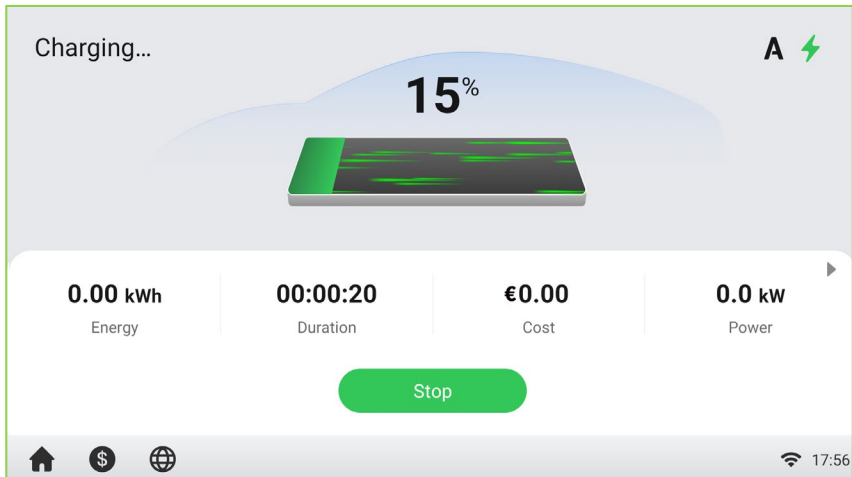 Charging...
A
15%
0.00 kWh
Energy
00:00:20
Duration
€0.00
Cost
0.0 kW
Power
Stop
$
17:56